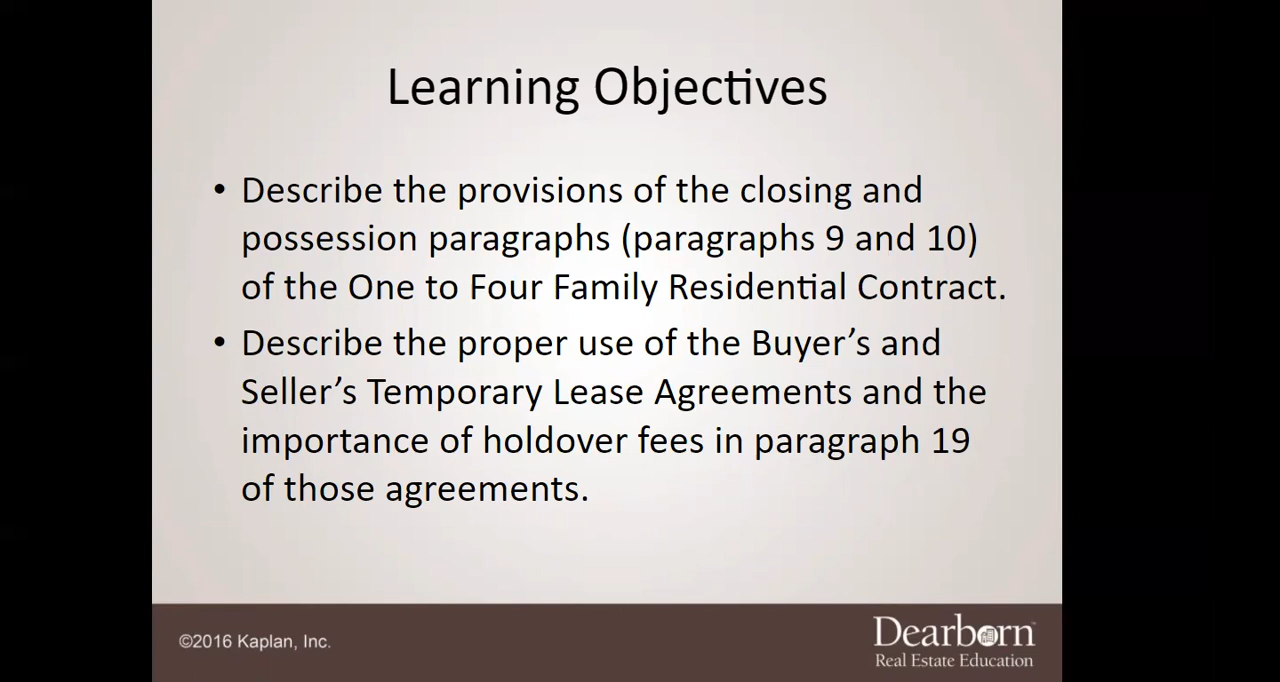 Learning Objectives
• Describe the provisions of the closing and
possession paragraphs (paragraphs 9 and 10)
of the One to Four Family Residential Contract.
• Describe the proper use of the Buyer’s and
Seller’s Temporary Lease Agreements and the
importance of holdover fees in paragraph 19
of those agreements.
©2016 Kaplan, Inc.
Dearborn™
Real Estate Education